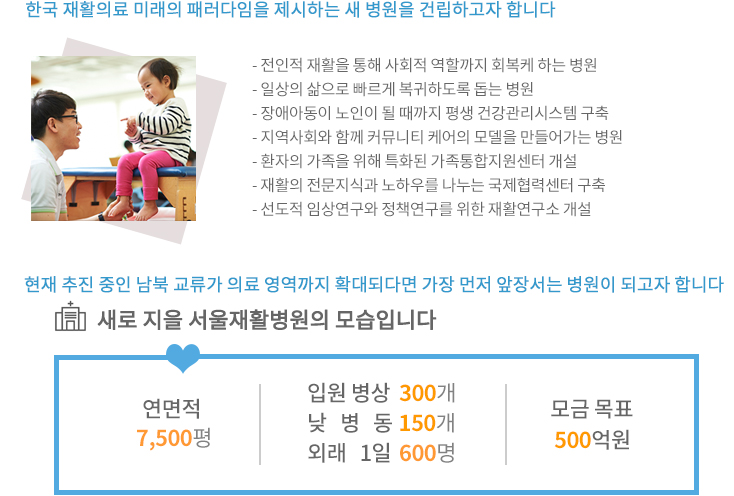 한국 재활의료 미래의 패러다임을 제시하는 새 병원을 건립하고자 합니다
- 전인적 재활을 통해 사회적 역할까지 회복케 하는 병원
- 일상의 삶으로 빠르게 복귀하도록 돕는 병원
- 장애아동이 노인이 될 때까지 평생 건강관리시스템 구축
- 지역사회와 함께 커뮤니티 케어의 모델을 만들어가는 병원
- 환자의 가족을 위해 특화된 가족통합지원센터 개설
- 재활의 전문지식과 노하우를 나누는 국제협력센터 구축
- 선도적 임상연구와 정책연구를 위한 재활연구소 개설
현재 추진 중인 남북 교류가 의료 영역까지 확대되다면 가장 먼저 앞장서는 병원이 되고자 합니다
새로 지을 서울재활병원의 모습입니다
연면적
7,500평
입원 병상 300개
낮 병 동 150개
외래 1일 600명
모금 목표
500억원